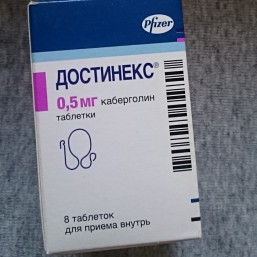 Pfizer
ДОСТИНЕКС®
0,5 мг каберголин
таблетки
8 таблеток
для приема внутрь